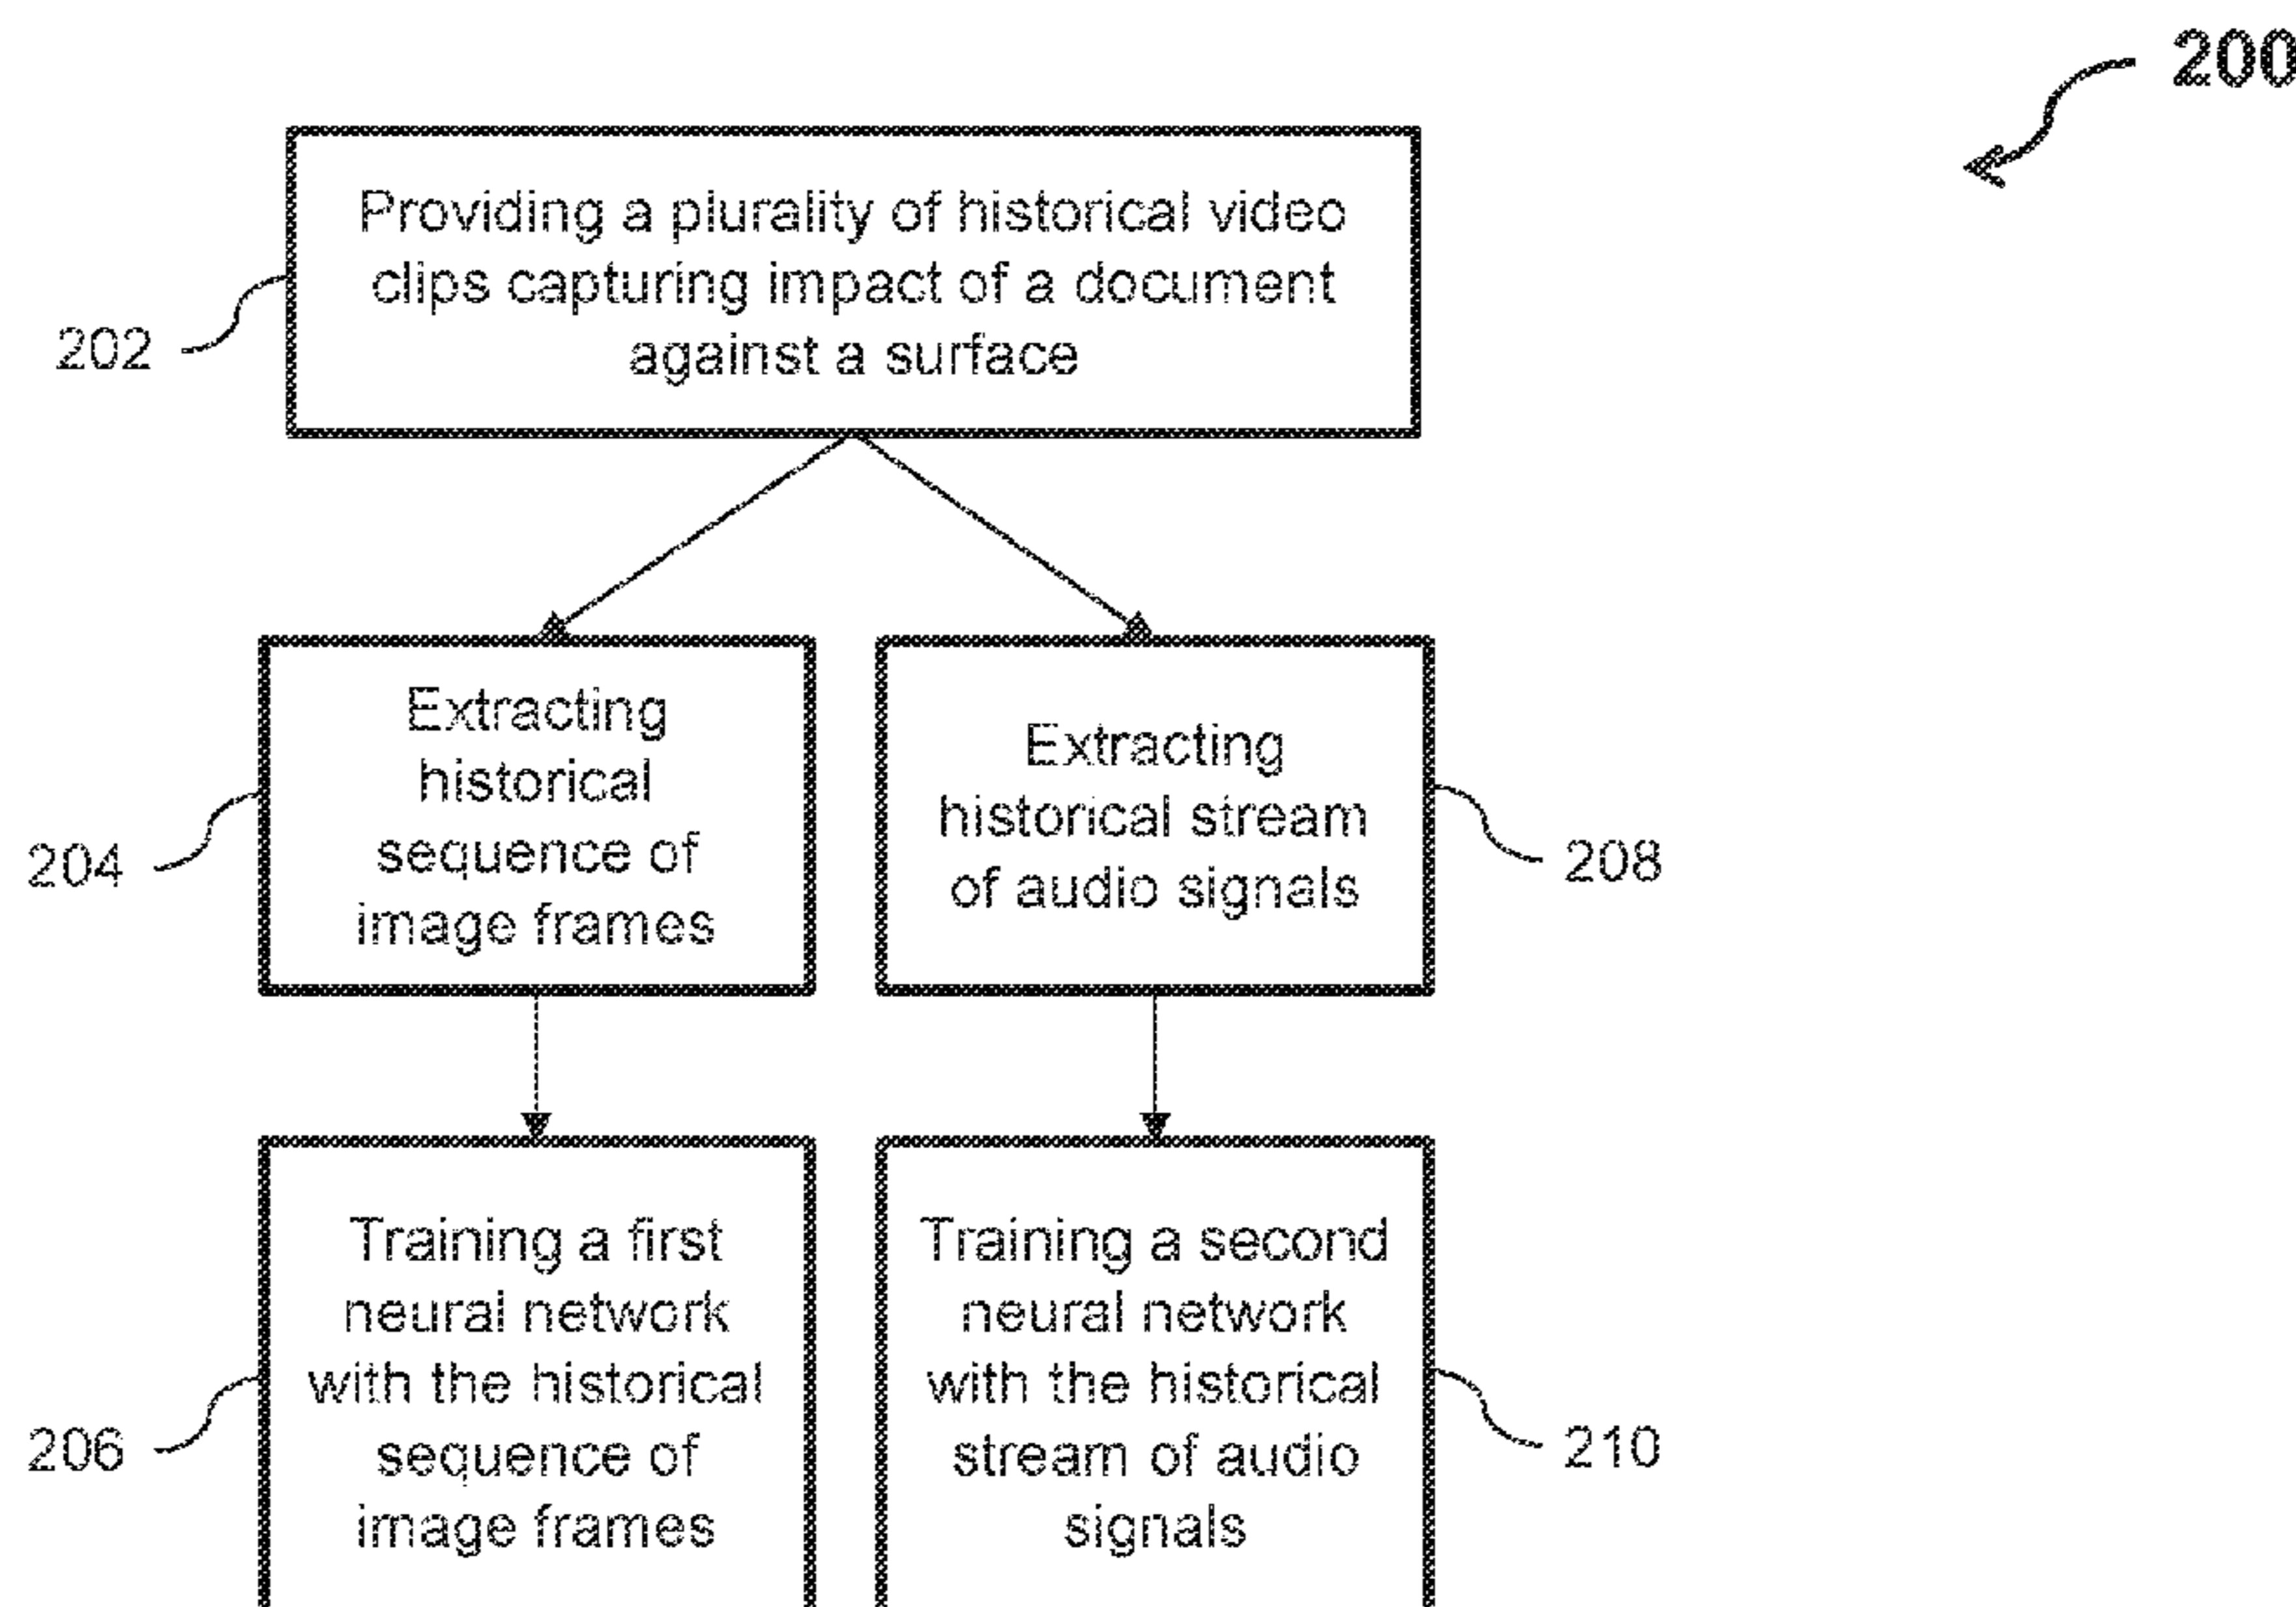 200
Providing a plurality of historical video
clips capturing impact of a document
against a surface
202
Extracting
historical
sequence of
image frames
204
Extracting
historical stream
of audio signals
208
Training a first
neural network
with the historical
sequence of
image frames
206
Training a second
neural network
with the historical
stream of audio
signals
210